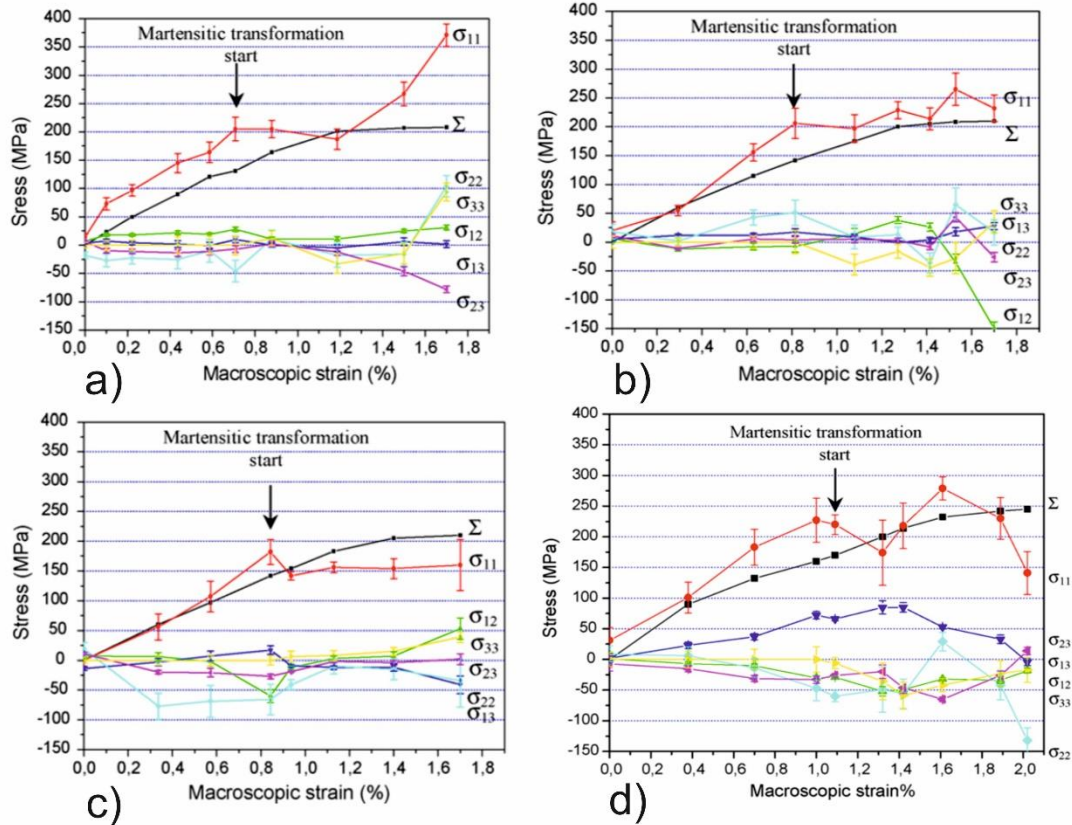 400
350
300
250
200
150
100
50
0
-50
-100
-150
Sress (MPa)
Martensitic transformation
start
σ11
Σ
σ22
σ33
σ12
σ13
σ23
0,0 0,2 0,4 0,6 0,8 1,0 1,2 1,4 1,6 1,8
Macroscopic strain (%)
a)
400
350
300
250
200
150
100
50
0
-50
-100
-150
Stress (MPa)
Martensitic transformation
start
σ11
Σ
σ33
σ13
σ22
σ23
σ12
0,0 0,2 0,4 0,6 0,8 1,0 1,2 1,4 1,6 1,8
Macroscopic strain (%)
b)
400
350
300
250
200
150
100
50
0
-50
-100
-150
Stress (MPa)
Martensitic transformation
start
Σ
σ11
σ12
σ33
σ23
σ22
σ13
0,0 0,2 0,4 0,6 0,8 1,0 1,2 1,4 1,6 1,8
Macroscopic strain (%)
c)
400
350
300
250
200
150
100
50
0
-50
-100
-150
Stress (MPa)
Martensitic transformation
start
Σ
σ11
σ23
σ13
σ12
σ33
σ22
0,0 0,2 0,4 0,6 0,8 1,0 1,2 1,4 1,6 1,8 2,0
Macroscopic strain%
d)